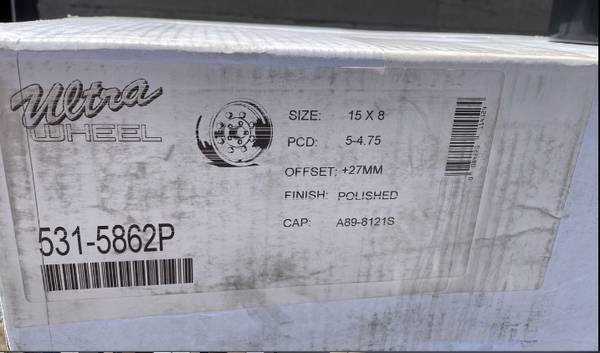 Ultra
WHEEL
SIZE: 15 X 8
PCD: 5-4.75
OFFSET: +27MM
FINISH: POLISHED
CAP: A89-8121S
531-5862P